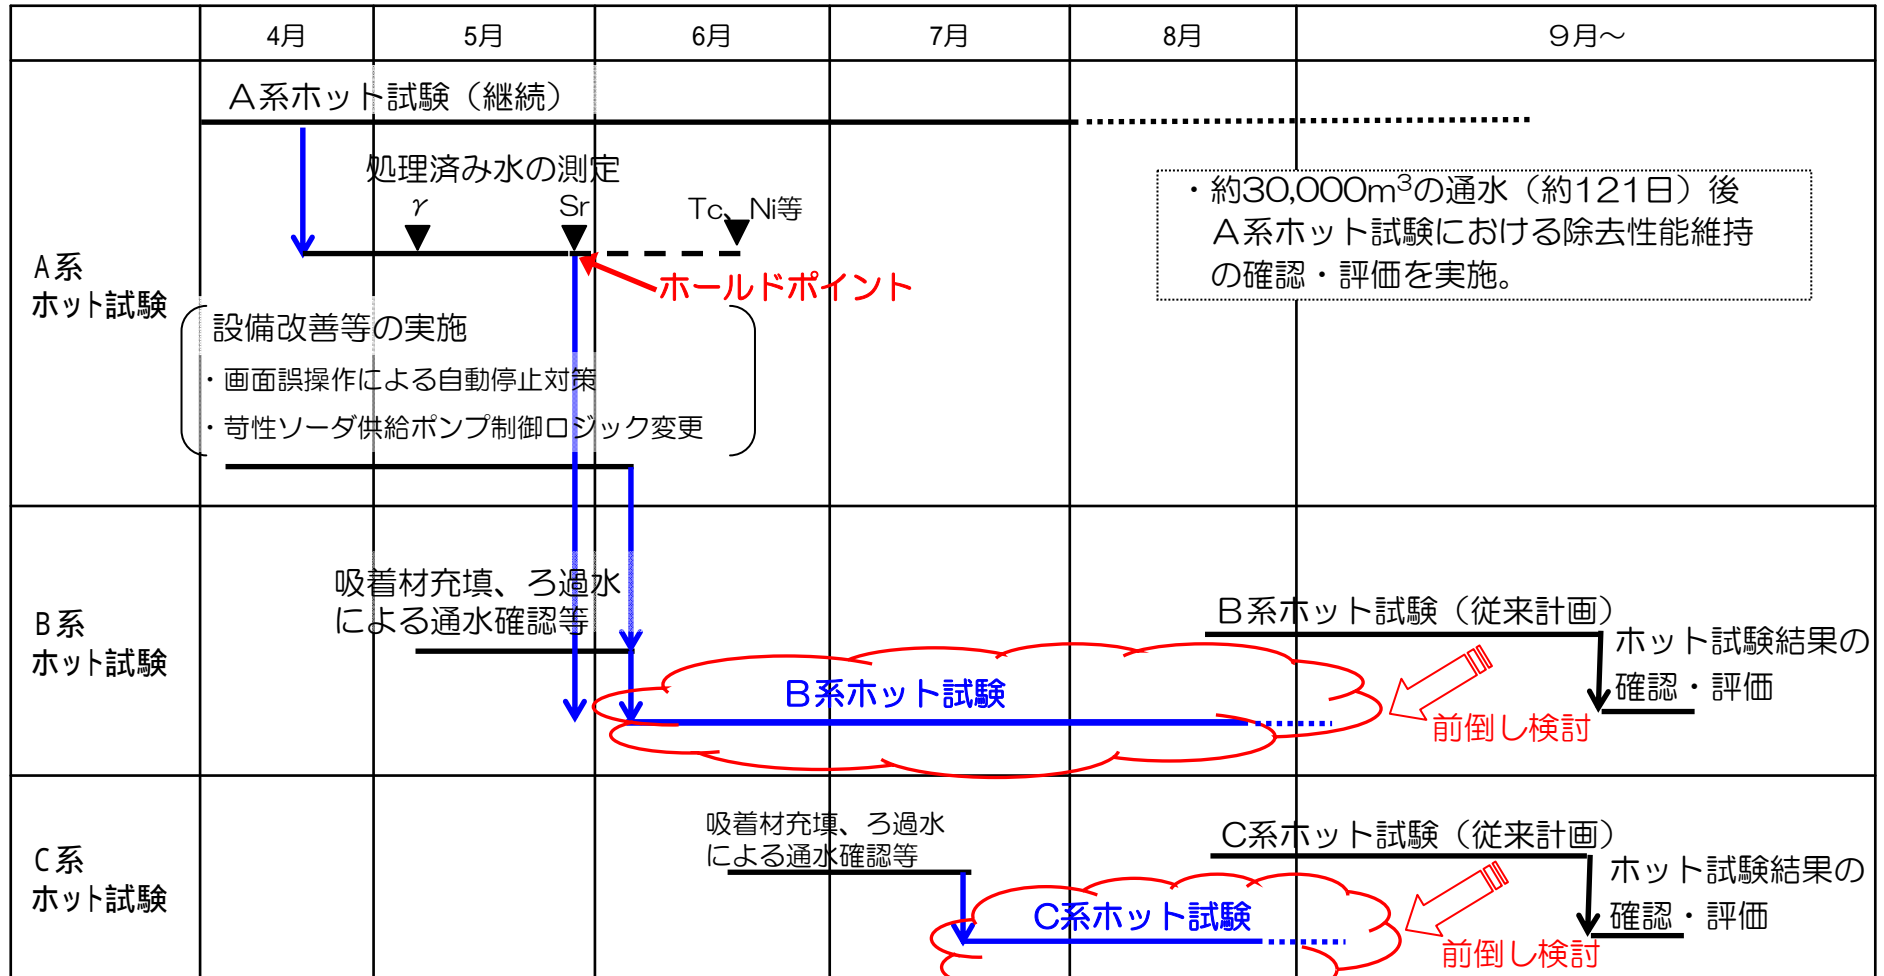 4月 5月 6月 7月 8月 9月～
A系
ホット試験
A系ホット試験（継続）
処理済み水の測定
γ Sr Tc、Ni等
ホールドポイント
・約30,000m³の通水（約121日）後
A系ホット試験における除去性能維持
の確認・評価を実施。
設備改善等の実施
・画面誤操作による自動停止対策
・苛性ソーダ供給ポンプ制御ロジック変更
B系
ホット試験
吸着材充填、ろ過水
による通水確認等
B系ホット試験
B系ホット試験（従来計画）
ホット試験結果の
確認・評価
前倒し検討
C系
ホット試験
吸着材充填、ろ過水
による通水確認等
C系ホット試験
C系ホット試験（従来計画）
ホット試験結果の
確認・評価
前倒し検討